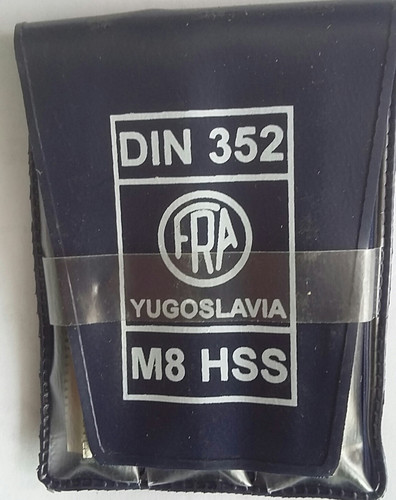 DIN 352
FRA
YUGOSLAVIA
M8 HSS